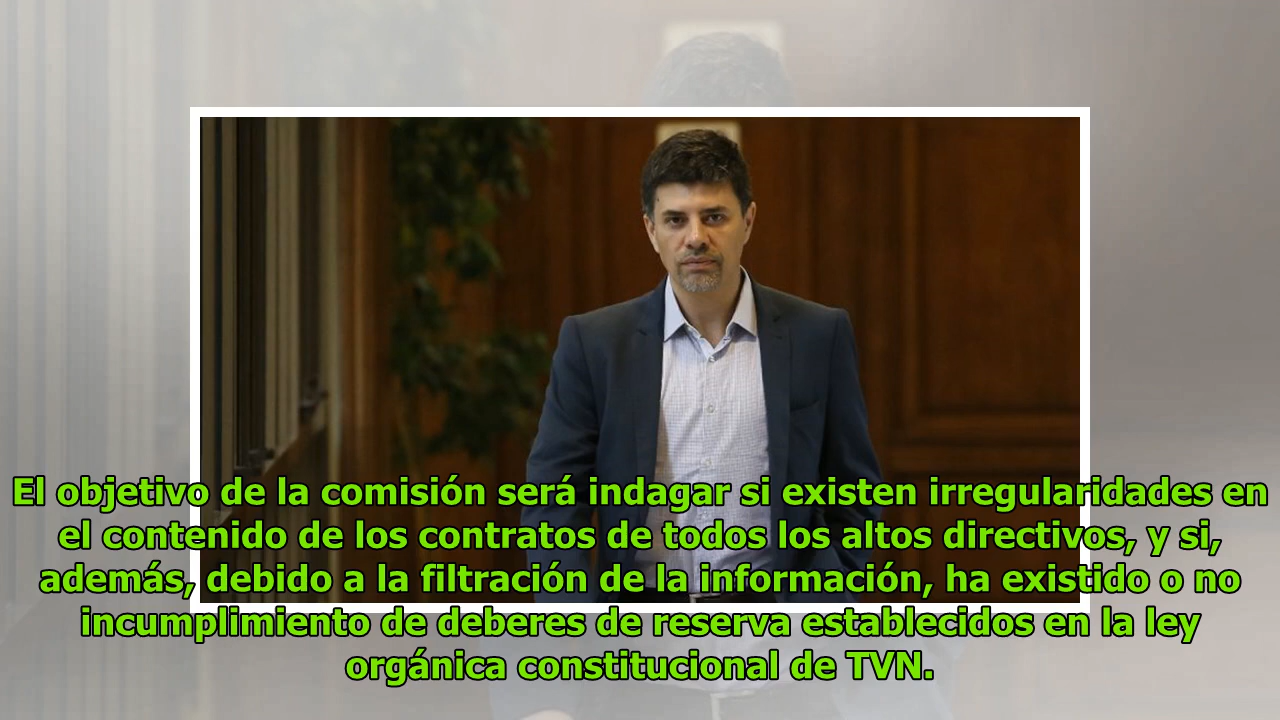 El objetivo de la comisión será indagar si existen irregularidades en
el contenido de los contratos de todos los altos directivos, y si,
además, debido a la filtración de la información, ha existido o no
incumplimiento de deberes de reserva establecidos en la ley
orgánica constitucional de TVN.